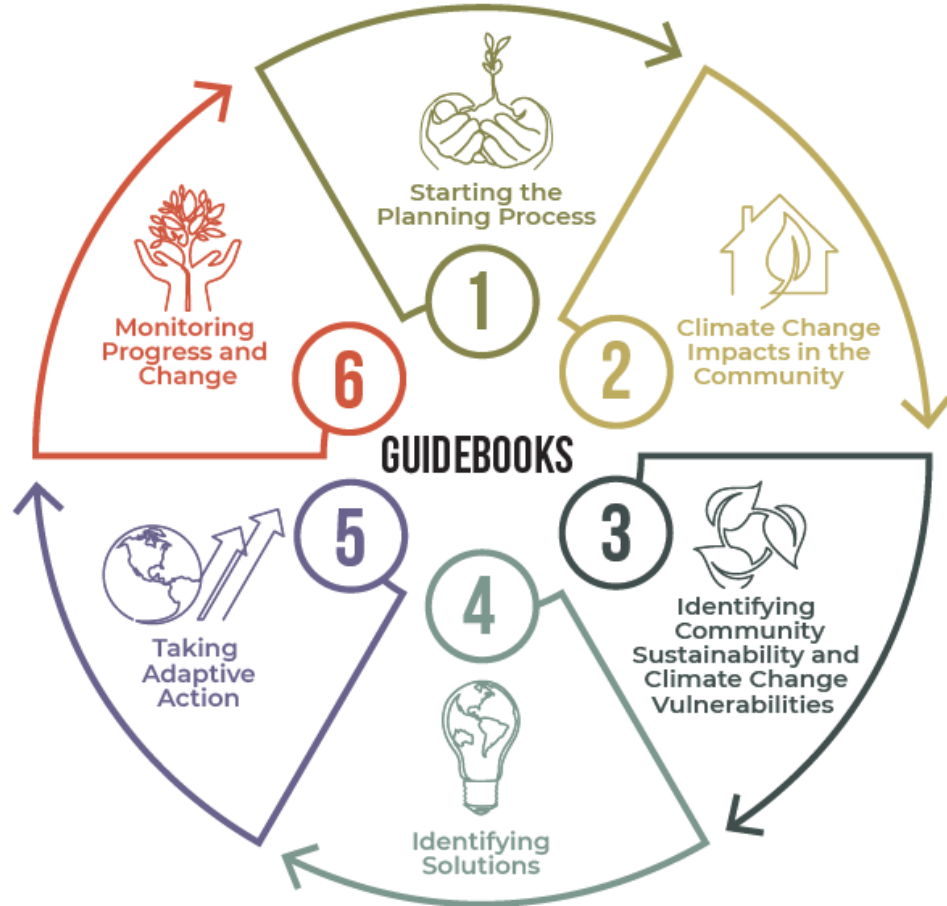 Starting the
Planning Process
1
2
Climate Change
Impacts in the
Community
3
Identifying
Community
Sustainability and
Climate Change
Vulnerabilities
4
Identifying
Solutions
5
Taking
Adaptive
Action
6
Monitoring
Progress and
Change
GUIDEBOOKS